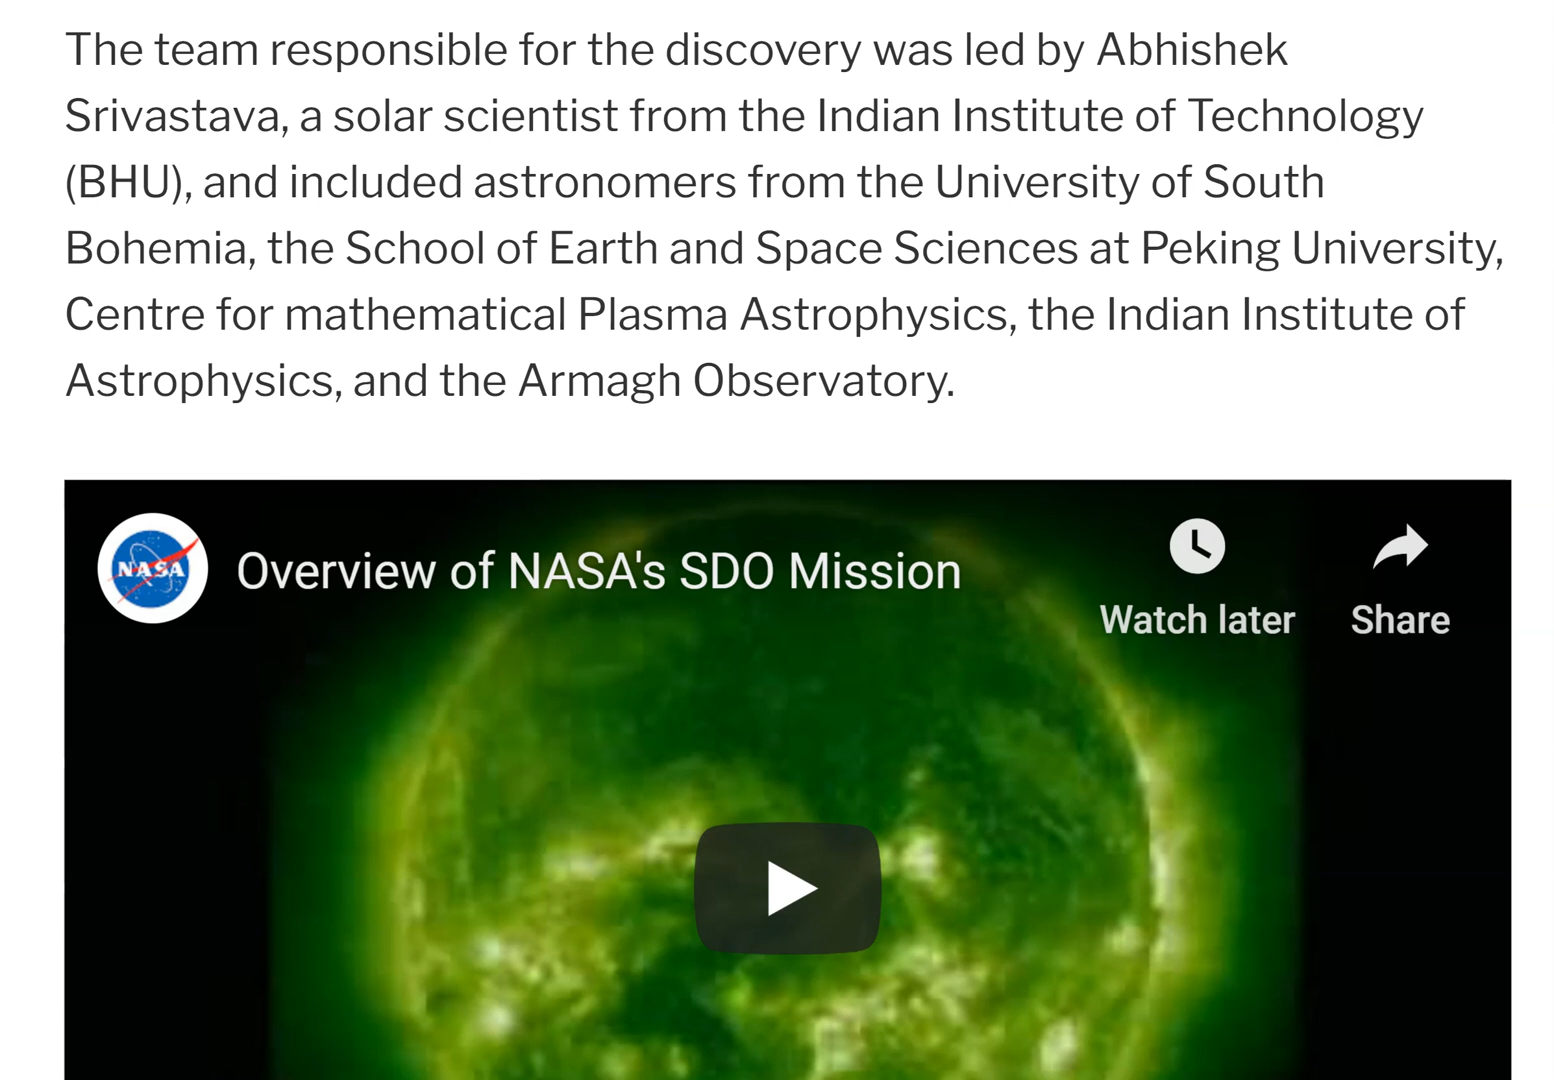 The team responsible for the discovery was led by Abhishek
Srivastava, a solar scientist from the Indian Institute of Technology
(BHU), and included astronomers from the University of South
Bohemia, the School of Earth and Space Sciences at Peking University,
Centre for mathematical Plasma Astrophysics, the Indian Institute of
Astrophysics, and the Armagh Observatory.
NASA
Overview of NASA's SDO Mission
Watch later
Share